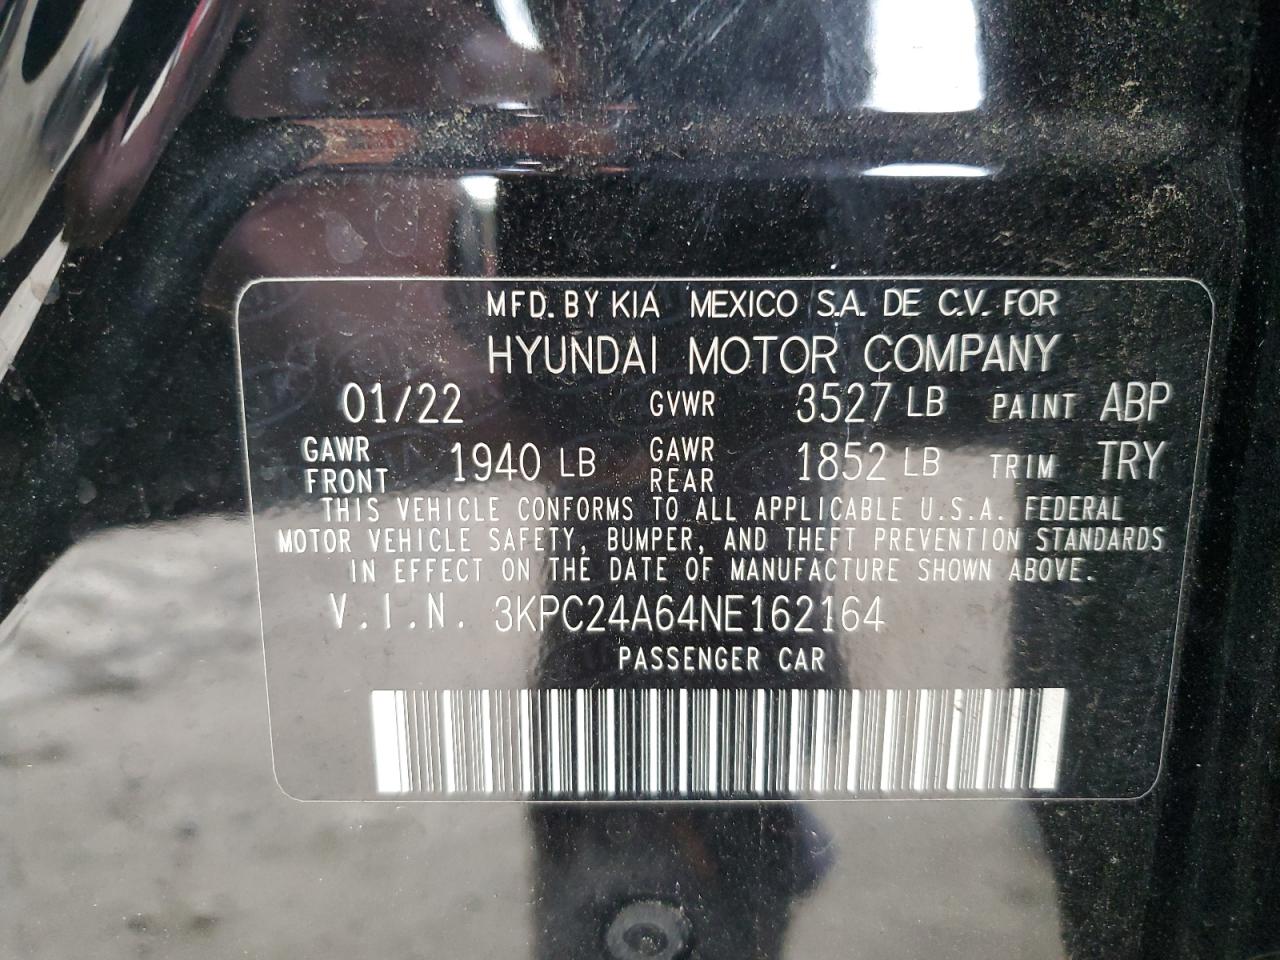 MFD. BY KIA MEXICO S.A. DE C.V. FOR
HYUNDAI MOTOR COMPANY
01/22 GVWR 3527 LB PAINT ABP
GAWR FRONT 1940 LB GAWR REAR 1852 LB TRIM TRY
THIS VEHICLE CONFORMS TO ALL APPLICABLE U.S.A. FEDERAL
MOTOR VEHICLE SAFETY, BUMPER, AND THEFT PREVENTION STANDARDS
IN EFFECT ON THE DATE OF MANUFACTURE SHOWN ABOVE.
V.I.N. 3KPC24A64NE162164
PASSENGER CAR